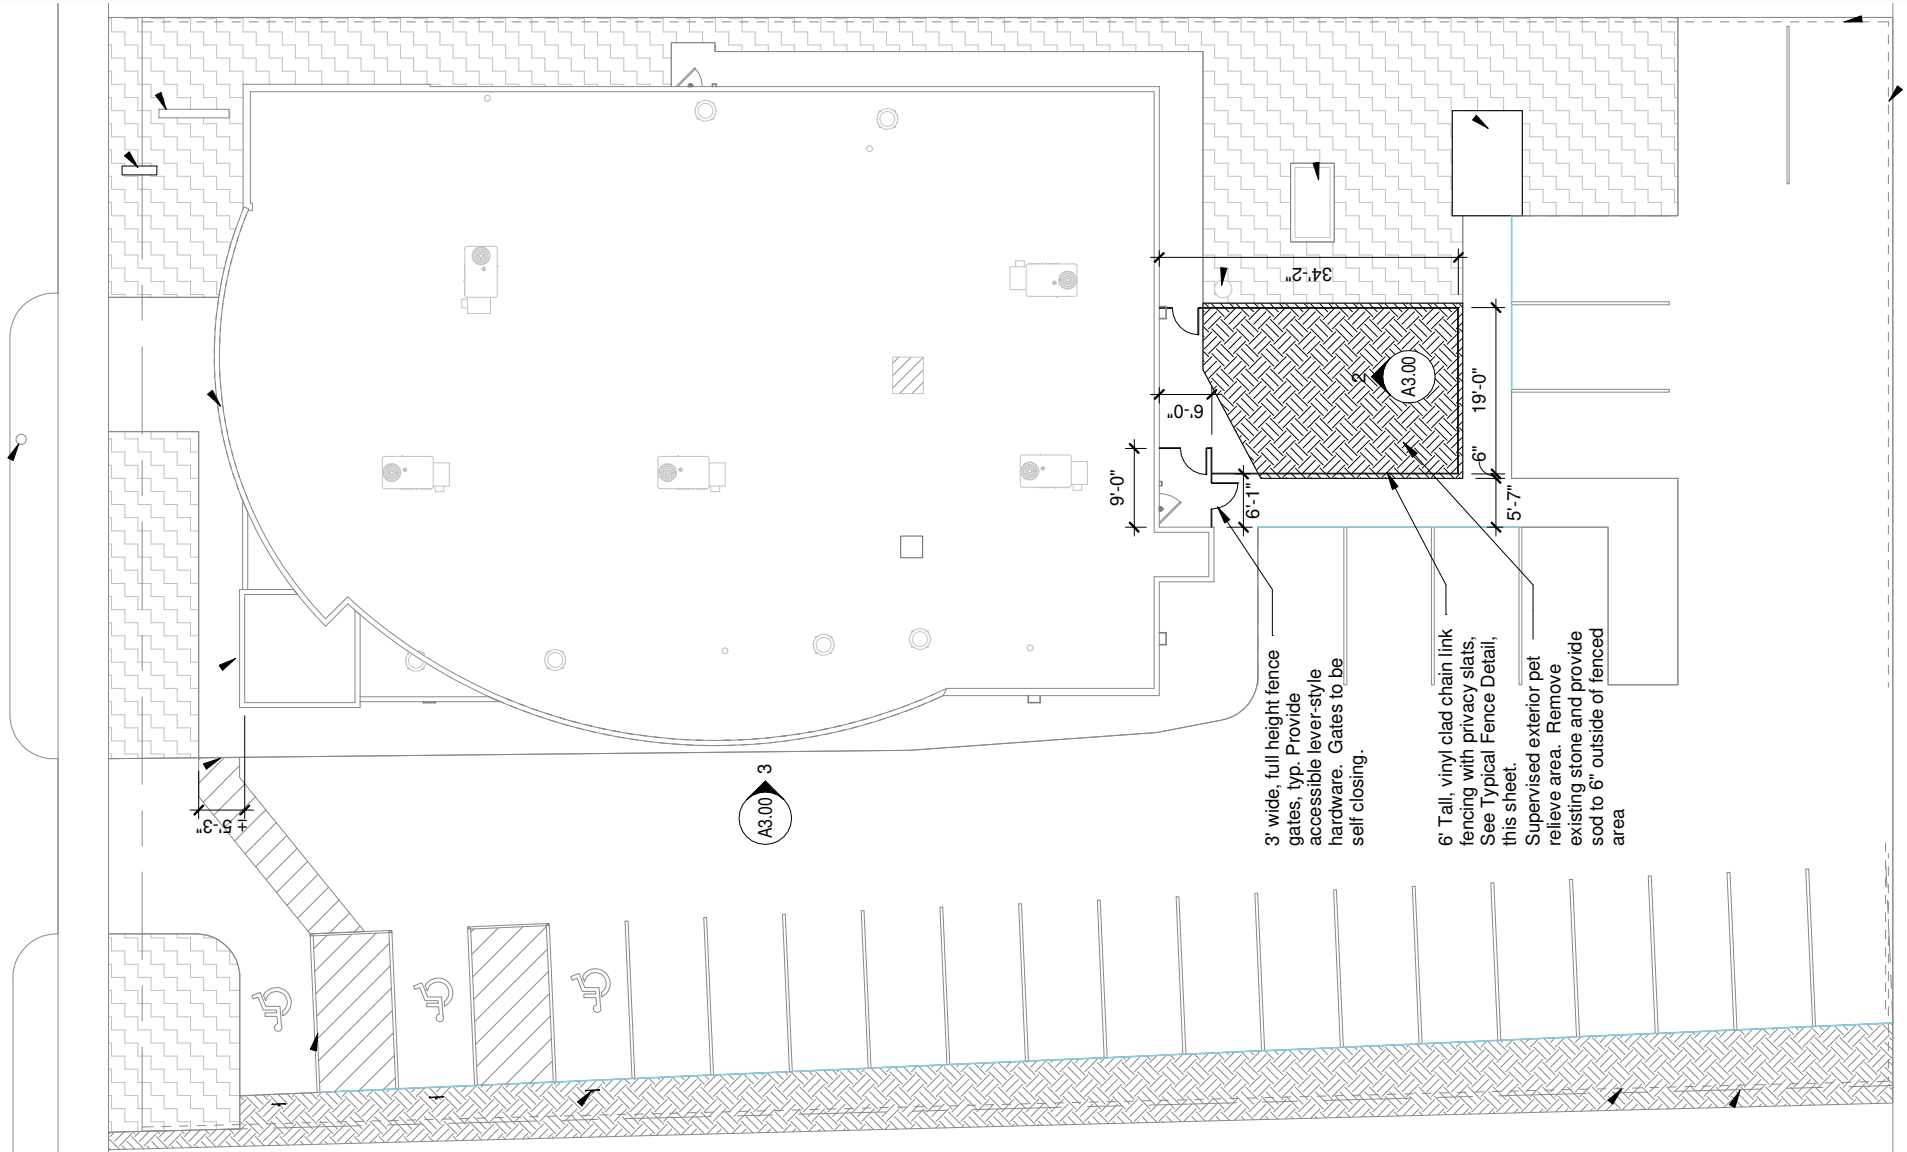 34'-2"
6'-0"
9'-0"
6'-1"
19'-0"
6"
5'-7"
2
A3.00
3
A3.00
± 5'-3"
3' wide, full height fence
gates, typ. Provide
accessible lever-style
hardware. Gates to be
self closing.
6' Tall, vinyl clad chain link
fencing with privacy slats,
See Typical Fence Detail,
this sheet.
Supervised exterior pet
relieve area. Remove
existing stone and provide
sod to 6" outside of fenced
area